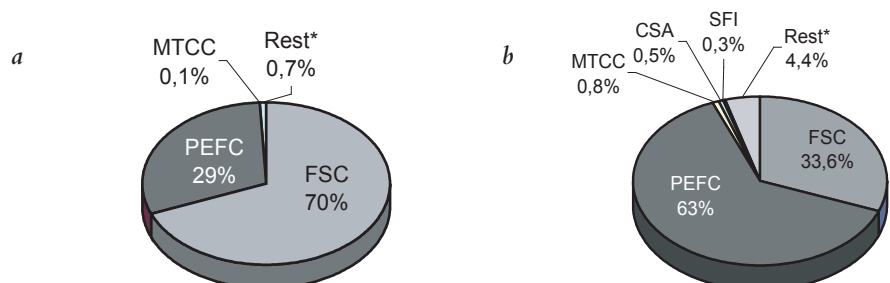 a
MTCC
0,1%
Rest*
0,7%
PEFC
29%
FSC
70%
b
MTCC
0,8%
CSA
0,5%
SFI
0,3%
Rest*
4,4%
FSC
33,6%
PEFC
63%